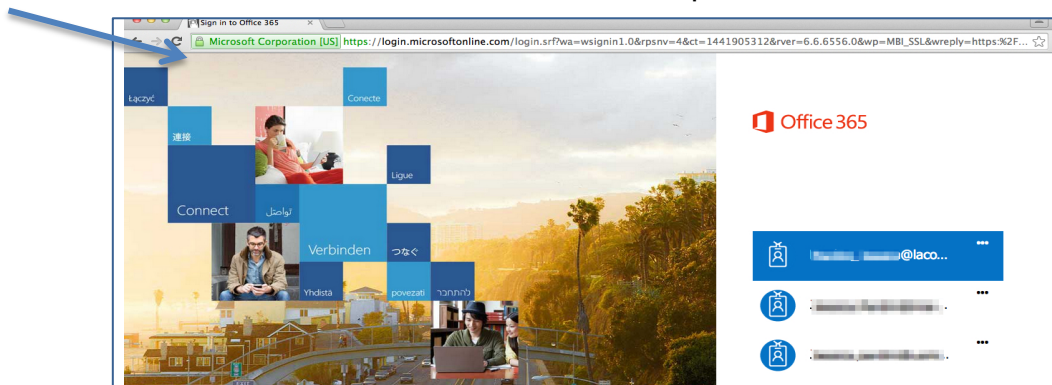 Sign in to Office 365
Microsoft Corporation [US] https://login.microsoftonline.com/login.srf?wa=wsignin1.0&rpsnv=4&ct=1441905312&rver=6.6.6556.0&wp=MBI_SSL&wreply=https:%2F...
Łączyć
Conecte
連接
Office 365
Ligue
Connect
تواصل
Verbinden
つなぐ
@laco...
Yhdistä
povezati
להתחבר